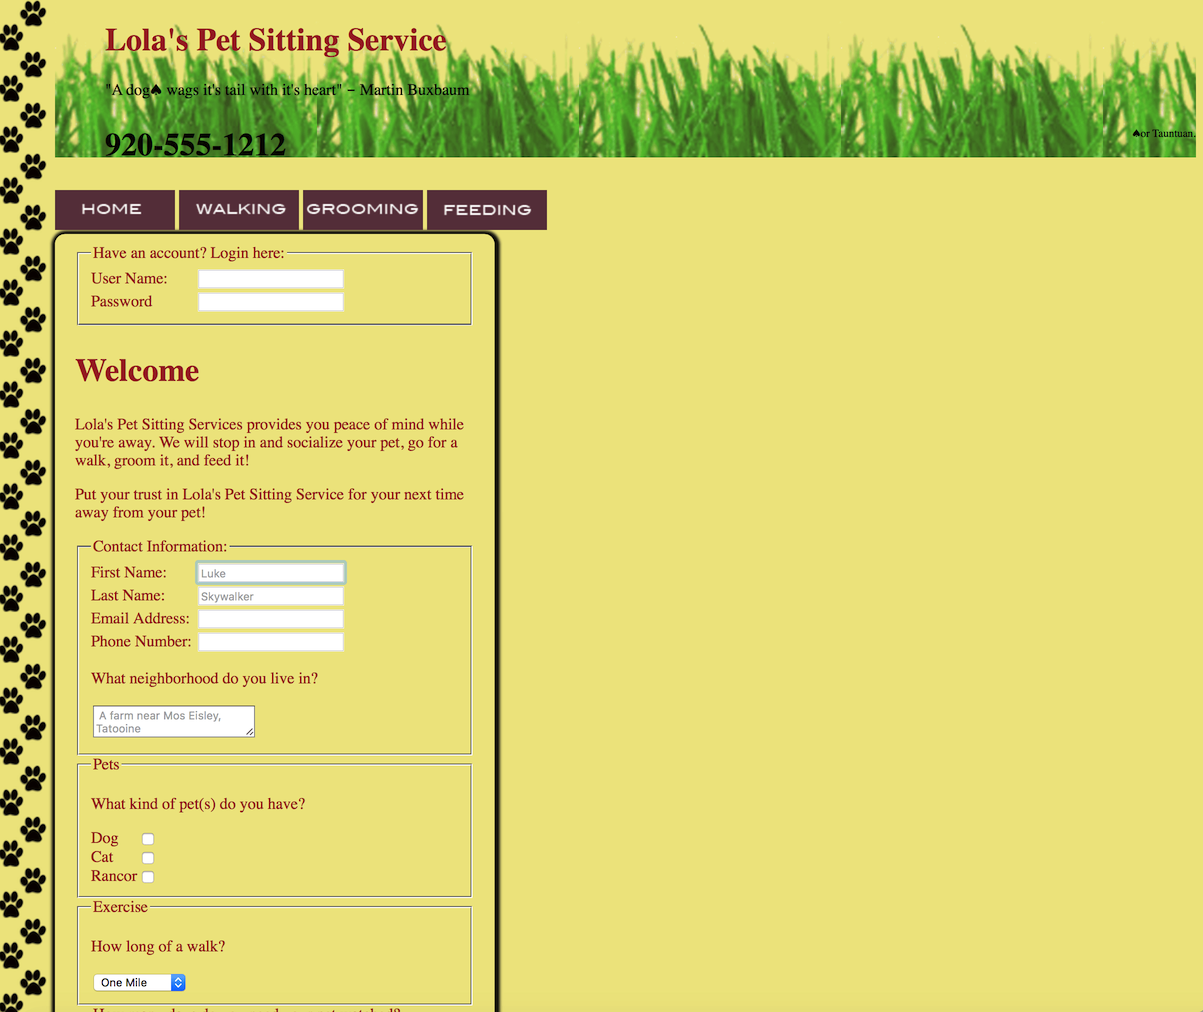 Lola's Pet Sitting Service
"A dog♠ wags it's tail with it's heart" ~ Martin Buxbaum
920-555-1212
♠or Tauntuan.
HOME WALKING GROOMING FEEDING
Have an account? Login here:
User Name:
Password
Welcome
Lola's Pet Sitting Services provides you peace of mind while
you're away. We will stop in and socialize your pet, go for a
walk, groom it, and feed it!
Put your trust in Lola's Pet Sitting Service for your next time
away from your pet!
Contact Information:
First Name: Luke
Last Name: Skywalker
Email Address:
Phone Number:
What neighborhood do you live in?
A farm near Mos Eisley,
Tatooine
Pets
What kind of pet(s) do you have?
Dog
Cat
Rancor
Exercise
How long of a walk?
One Mile